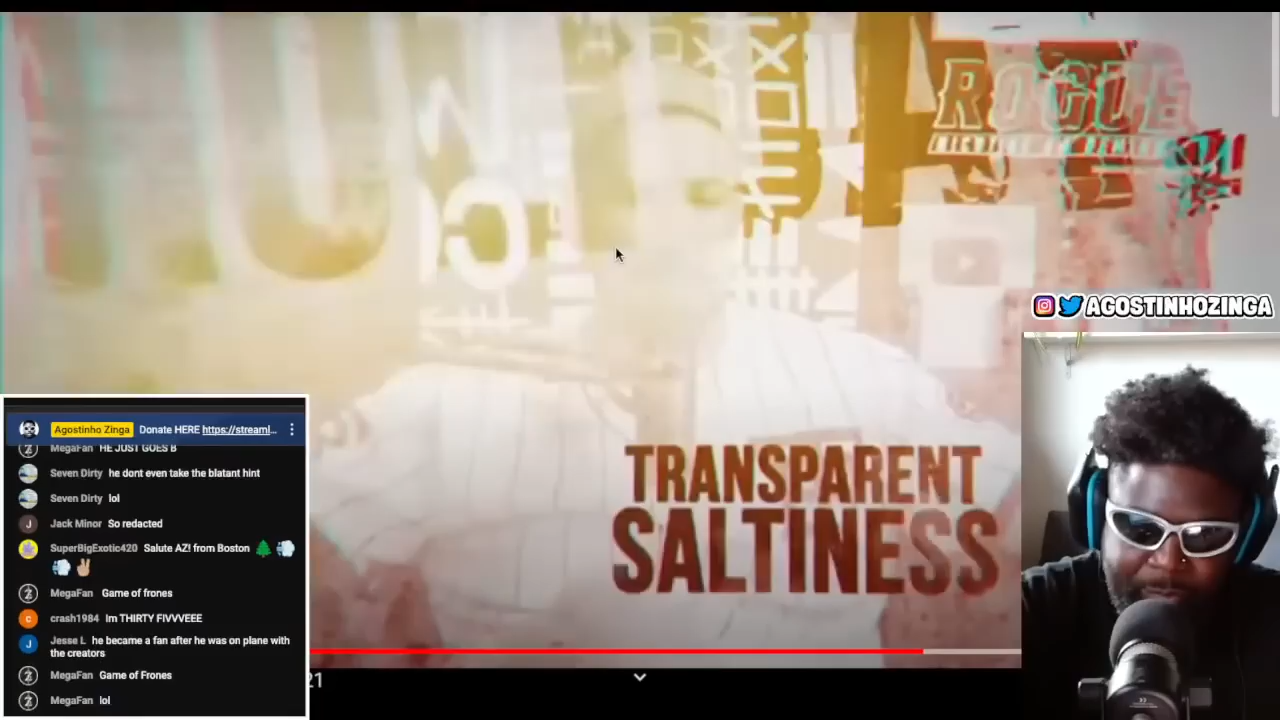 ROGUE
TRANSPARENT
SALTINESS
AGOSTINHOZINGA
Agostinho Zinga Donate HERE https://streaml...
MegaFan HE JUST GOES B
Seven Dirty he dont even take the blatant hint
Seven Dirty lol
Jack Minor So redacted
SuperBigExotic420 Salute AZ! from Boston
MegaFan Game of frones
crash1984 Im THIRTY FIVVVEEE
Jesse L he became a fan after he was on plane with
the creators
MegaFan Game of Frones
MegaFan lol
21